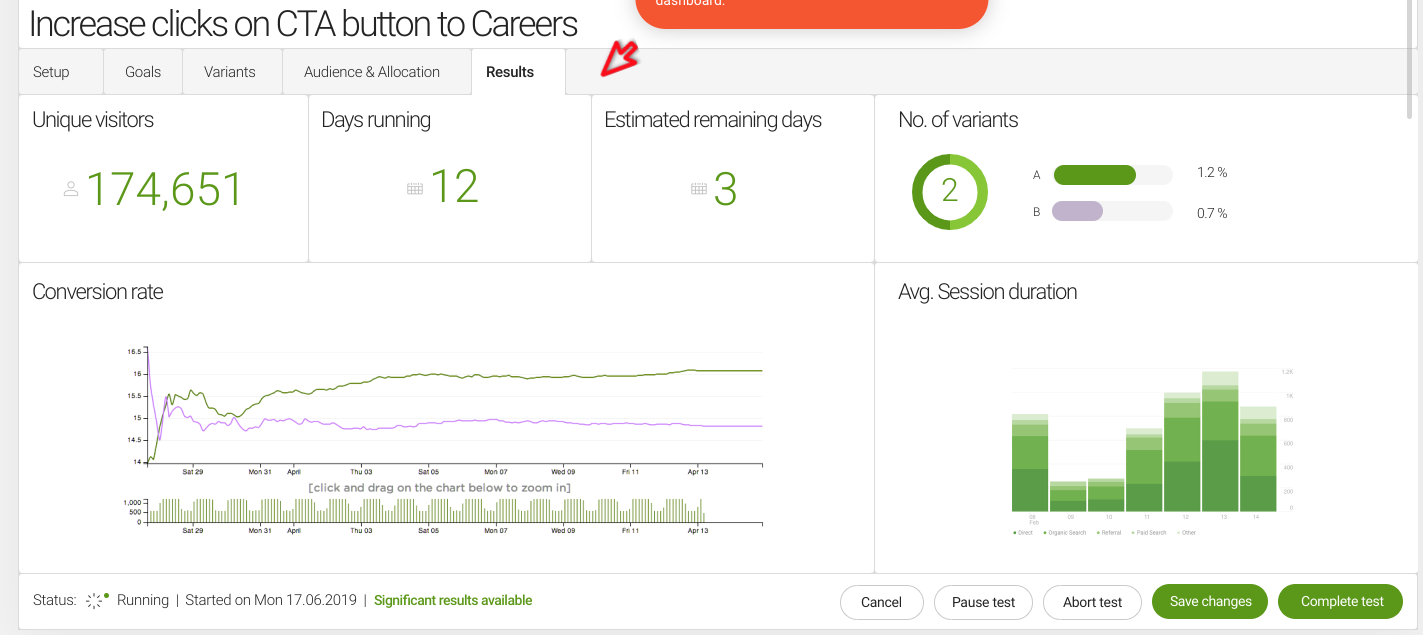 dashboard.
Increase clicks on CTA button to Careers
Setup Goals Variants Audience & Allocation Results
Unique visitors
174,651
Days running
12
Estimated remaining days
3
No. of variants
2
A 1.2 %
B 0.7 %
Conversion rate
16.5
16
15.5
15
14.5
14
Sat 29 Mon 31 April Thu 03 Sat 05 Mon 07 Wed 09 Fri 11 Apr 13
[click and drag on the chart below to zoom in]
1,000
500
0
Sat 29 Mon 31 April Thu 03 Sat 05 Mon 07 Wed 09 Fri 11 Apr 13
Avg. Session duration
1.2K
1K
800
600
400
200
0
08 09 10 11 12 13 14
Feb
Direct Organic Search Referral Paid Search Other
Status: Running | Started on Mon 17.06.2019 | Significant results available
Cancel Pause test Abort test Save changes Complete test